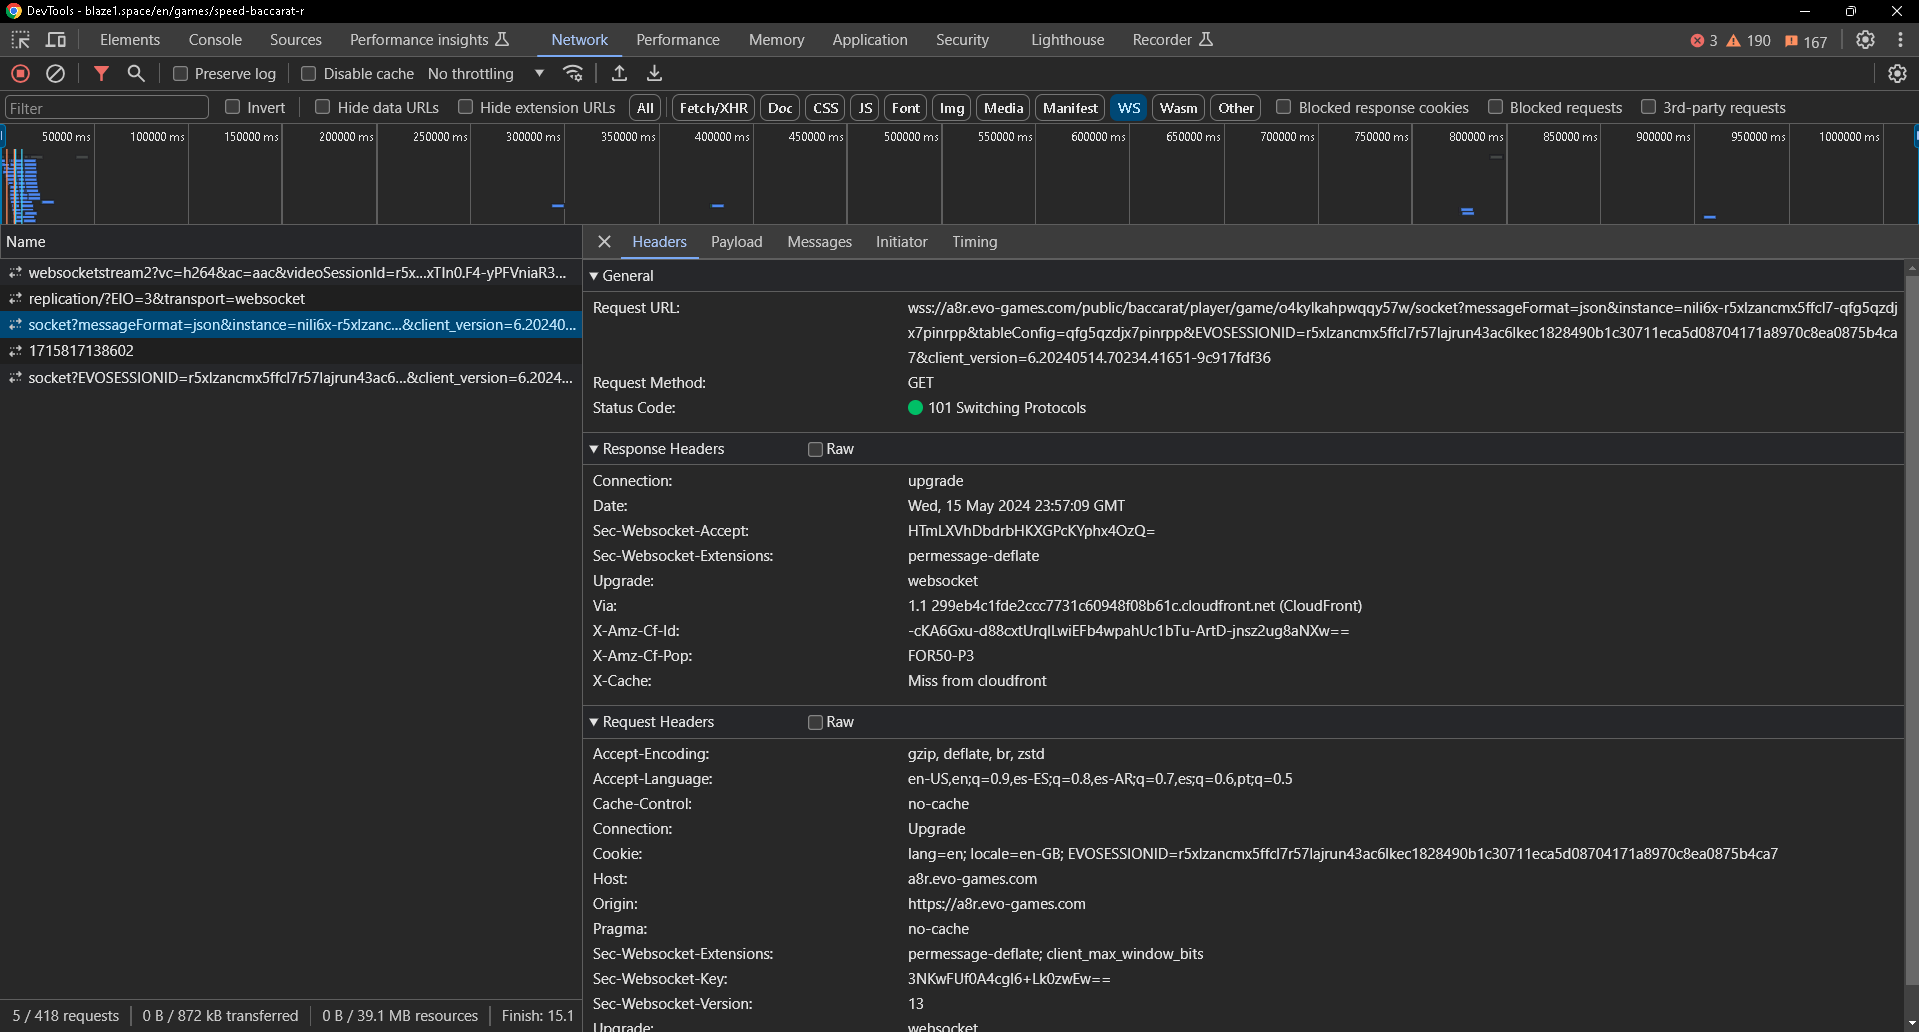 DevTools - blaze1.space/en/games/speed-baccarat-r
Elements Console Sources Performance insights Network Performance Memory Application Security Lighthouse Recorder 3 190 167
Preserve log Disable cache No throttling
Filter Invert Hide data URLs Hide extension URLs All Fetch/XHR Doc CSS JS Font Img Media Manifest WS Wasm Other Blocked response cookies Blocked requests 3rd-party requests
50000 ms 100000 ms 150000 ms 200000 ms 250000 ms 300000 ms 350000 ms 400000 ms 450000 ms 500000 ms 550000 ms 600000 ms 650000 ms 700000 ms 750000 ms 800000 ms 850000 ms 900000 ms 950000 ms 1000000 ms
Name
websocketstream2?vc=h264&ac=aac&videoSessionId=r5x...xTIn0.F4-yPFVniaR3...
replication/?EIO=3&transport=websocket
socket?messageFormat=json&instance=nili6x-r5xlzanc...&client_version=6.20240...
1715817138602
socket?EVOSESSIONID=r5xlzancmx5ffcl7r57lajrun43ac6...&client_version=6.2024...
Headers Payload Messages Initiator Timing
General
Request URL: wss://a8r.evo-games.com/public/baccarat/player/game/o4kylkahpwqqy57w/socket?messageFormat=json&instance=nili6x-r5xlzancmx5ffcl7-qfg5qzdj
x7pinrpp&tableConfig=qfg5qzdjx7pinrpp&EVOSESSIONID=r5xlzancmx5ffcl7r57lajrun43ac6lkec1828490b1c30711eca5d08704171a8970c8ea0875b4ca
7&client_version=6.20240514.70234.41651-9c917fdf36
Request Method: GET
Status Code: 101 Switching Protocols
Response Headers Raw
Connection: upgrade
Date: Wed, 15 May 2024 23:57:09 GMT
Sec-Websocket-Accept: HTmLXVhDbdrbHKXGPcKYphx4OzQ=
Sec-Websocket-Extensions: permessage-deflate
Upgrade: websocket
Via: 1.1 299eb4c1fde2ccc7731c60948f08b61c.cloudfront.net (CloudFront)
X-Amz-Cf-Id: -cKA6Gxu-d88cxtUrqlLwiEFb4wpahUc1bTu-ArtD-jnsz2ug8aNXw==
X-Amz-Cf-Pop: FOR50-P3
X-Cache: Miss from cloudfront
Request Headers Raw
Accept-Encoding: gzip, deflate, br, zstd
Accept-Language: en-US,en;q=0.9,es-ES;q=0.8,es-AR;q=0.7,es;q=0.6,pt;q=0.5
Cache-Control: no-cache
Connection: Upgrade
Cookie: lang=en; locale=en-GB; EVOSESSIONID=r5xlzancmx5ffcl7r57lajrun43ac6lkec1828490b1c30711eca5d08704171a8970c8ea0875b4ca7
Host: a8r.evo-games.com
Origin: https://a8r.evo-games.com
Pragma: no-cache
Sec-Websocket-Extensions: permessage-deflate; client_max_window_bits
Sec-Websocket-Key: 3NKwFUf0A4cgl6+Lk0zwEw==
Sec-Websocket-Version: 13
Upgrade: websocket
5 / 418 requests 0 B / 872 kB transferred 0 B / 39.1 MB resources Finish: 15.1